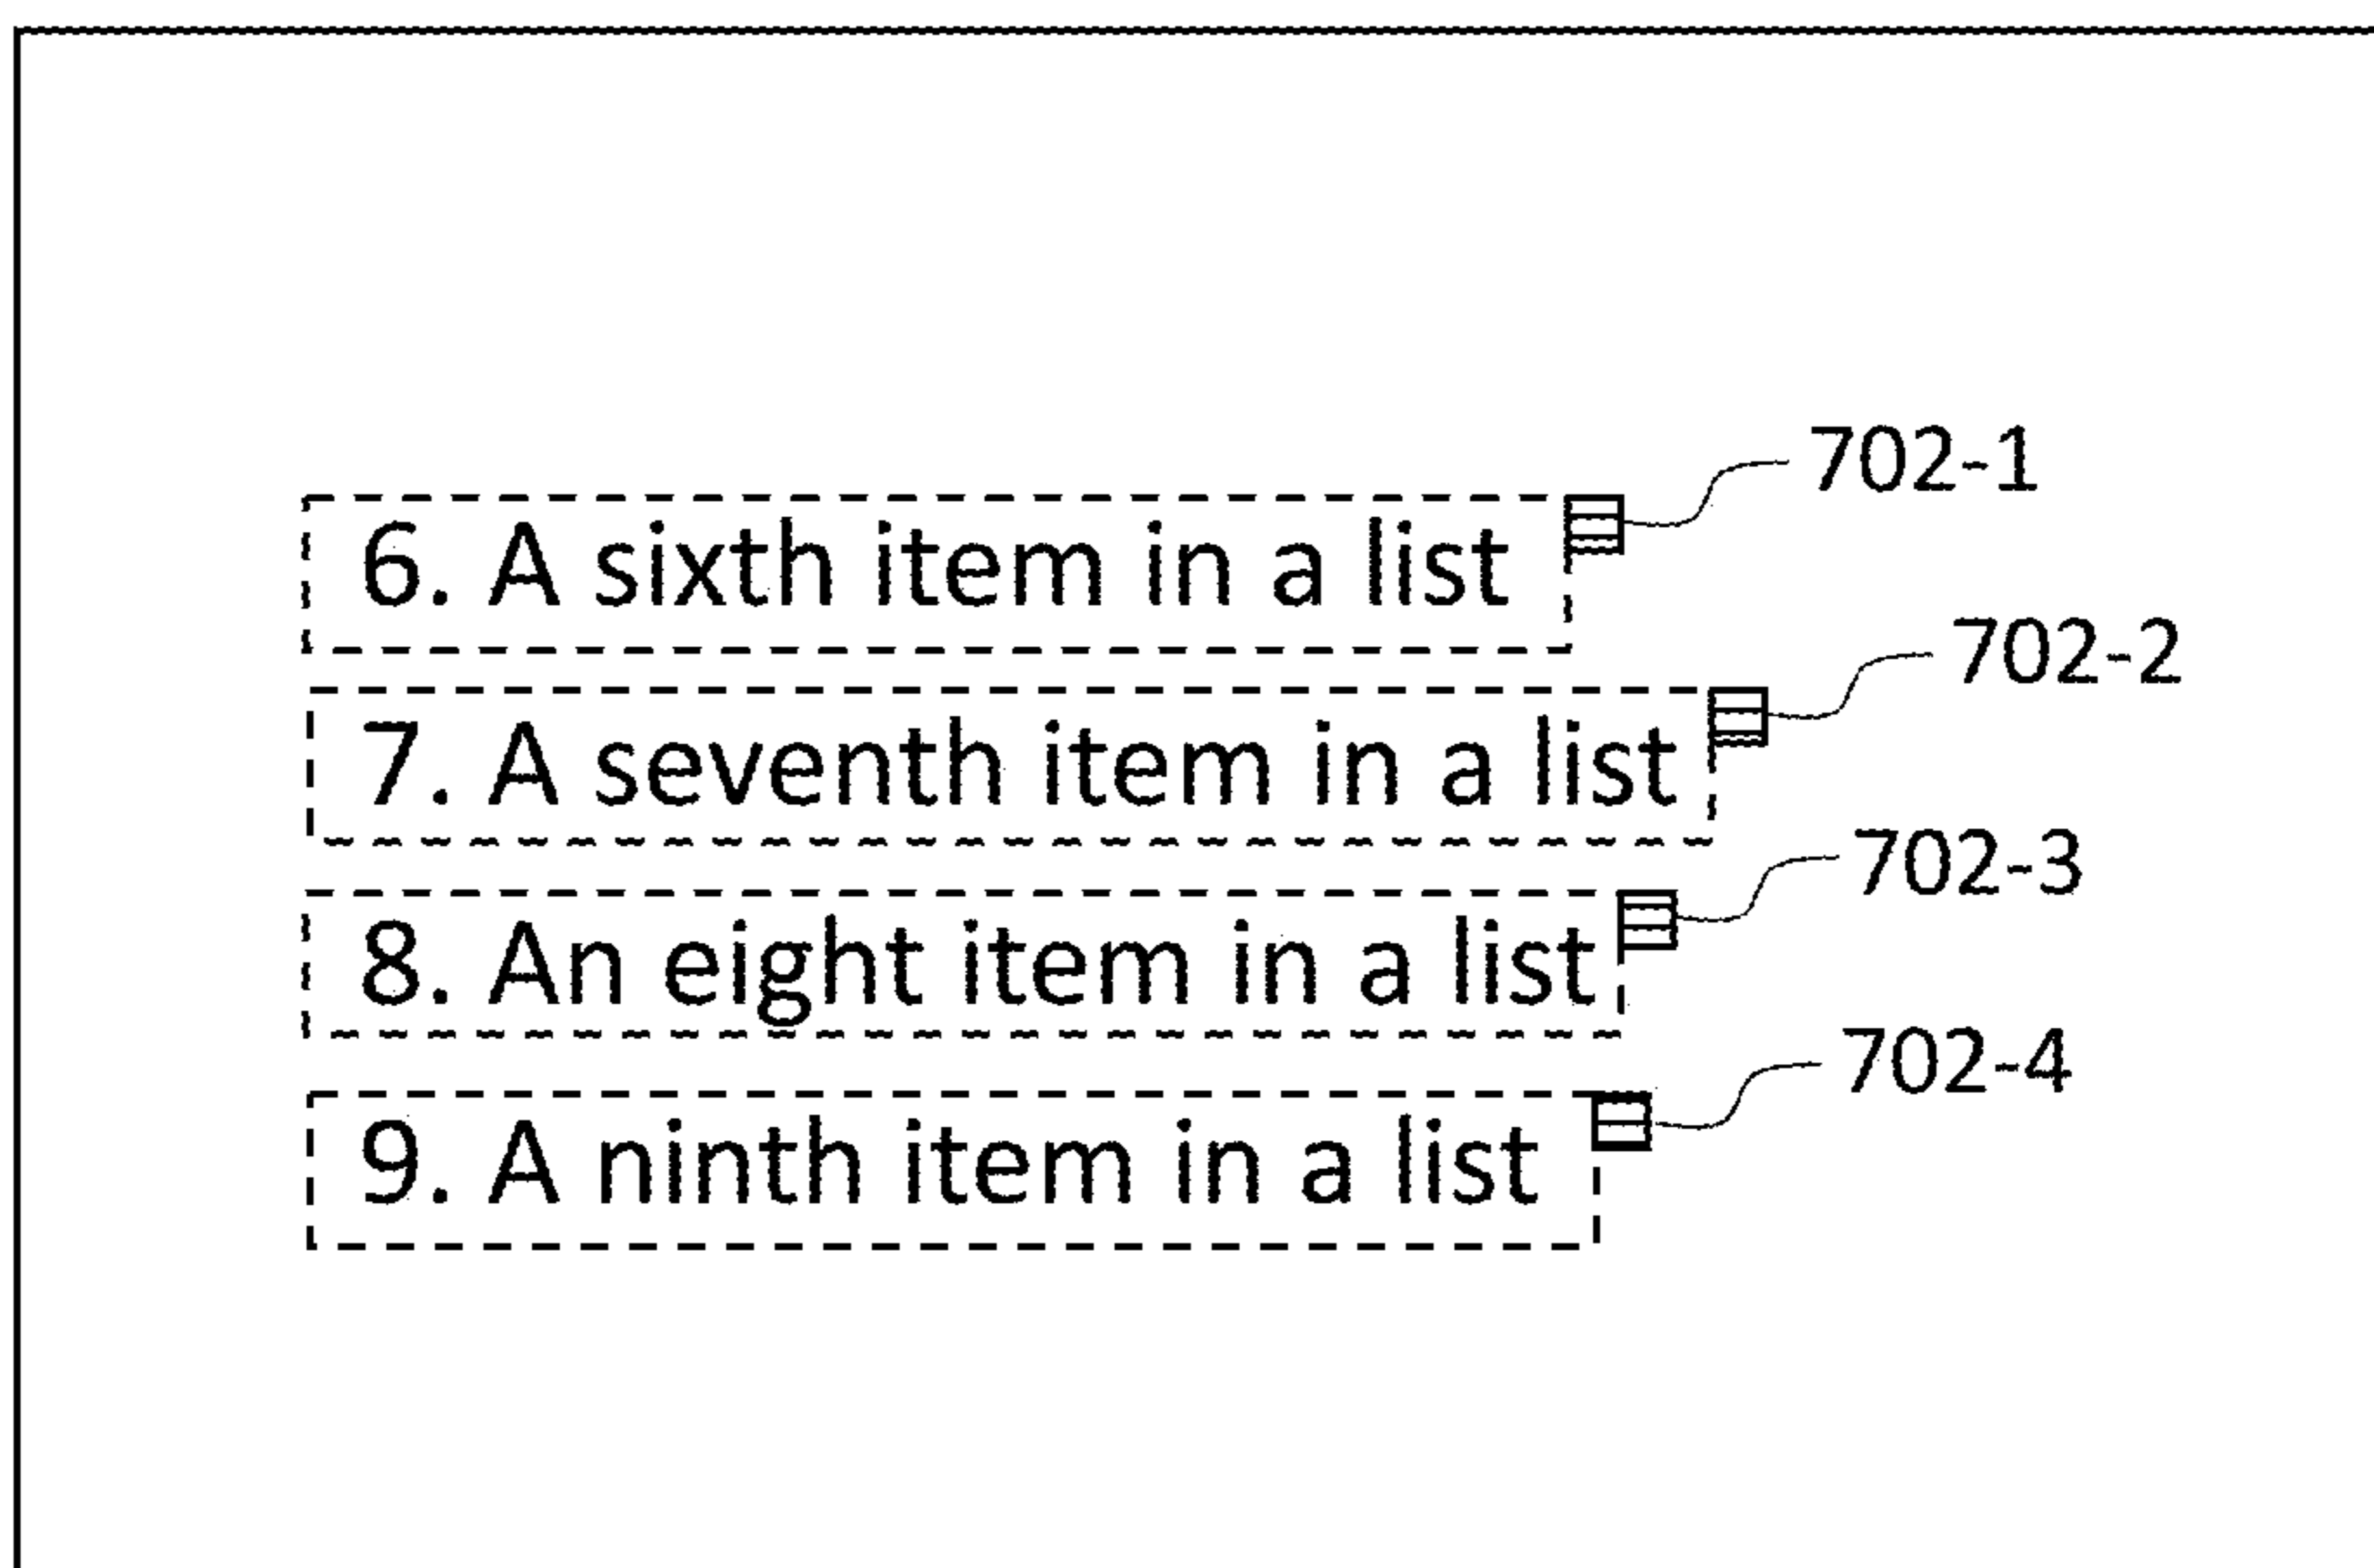 702-1
6. A sixth item in a list
702-2
7. A seventh item in a list
702-3
8. An eight item in a list
702-4
9. A ninth item in a list